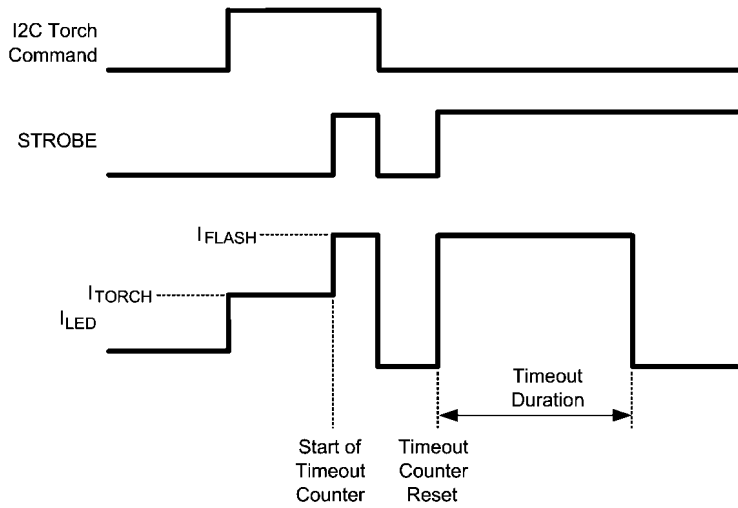 I2C Torch
Command
STROBE
IFLASH
ITORCH
ILED
Timeout
Duration
Start of
Timeout
Counter
Timeout
Counter
Reset